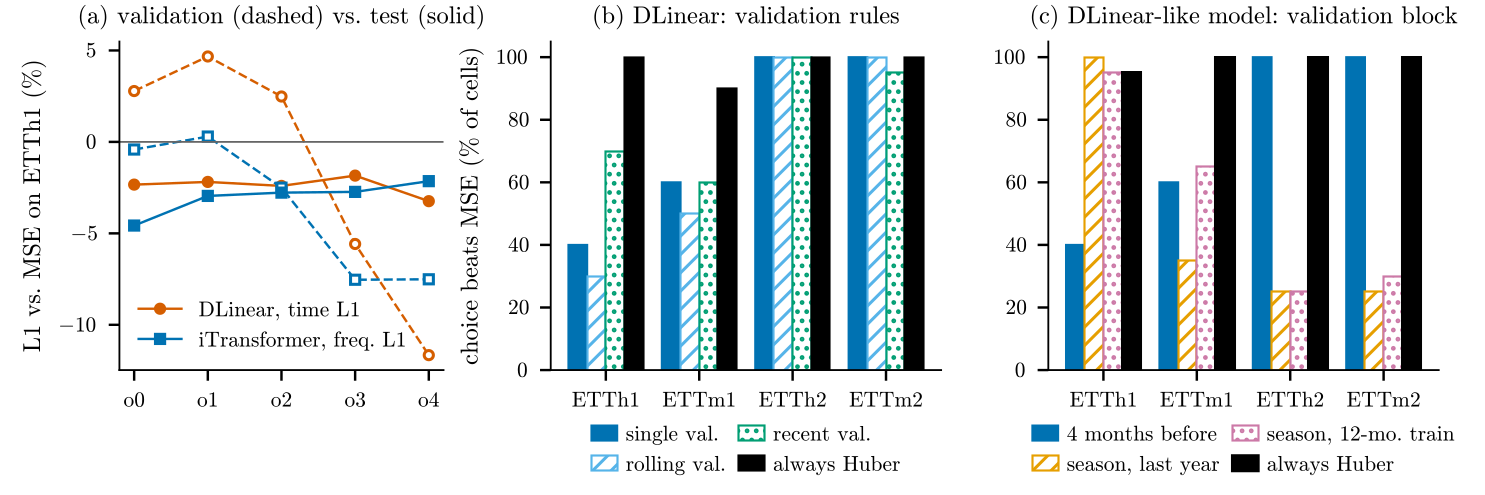 (a) validation (dashed) vs. test (solid)
L1 vs. MSE on ETTh1 (%)
5
0
−5
−10
DLinear, time L1
iTransformer, freq. L1
o0 o1 o2 o3 o4
(b) DLinear: validation rules
choice beats MSE (% of cells)
100
80
60
40
20
0
ETTh1 ETTm1 ETTh2 ETTm2
single val. recent val.
rolling val. always Huber
(c) DLinear-like model: validation block
100
80
60
40
20
0
ETTh1 ETTm1 ETTh2 ETTm2
4 months before season, 12-mo. train
season, last year always Huber